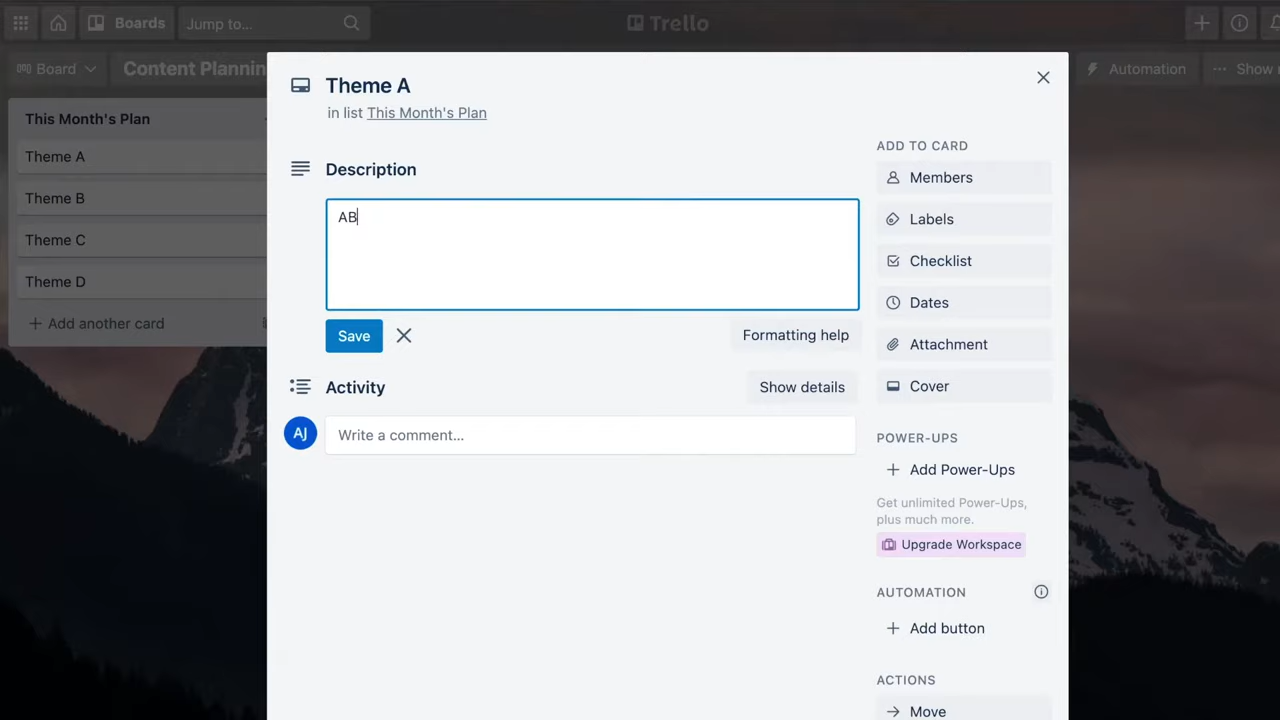 Boards
Jump to...
Trello
Board
Content Plannin
Automation
Show
This Month's Plan
Theme A
Theme B
Theme C
Theme D
Add another card
Theme A
in list This Month's Plan
Description
AB
Save
Formatting help
Activity
Show details
AJ
Write a comment...
ADD TO CARD
Members
Labels
Checklist
Dates
Attachment
Cover
POWER-UPS
Add Power-Ups
Get unlimited Power-Ups,
plus much more.
Upgrade Workspace
AUTOMATION
Add button
ACTIONS
Move